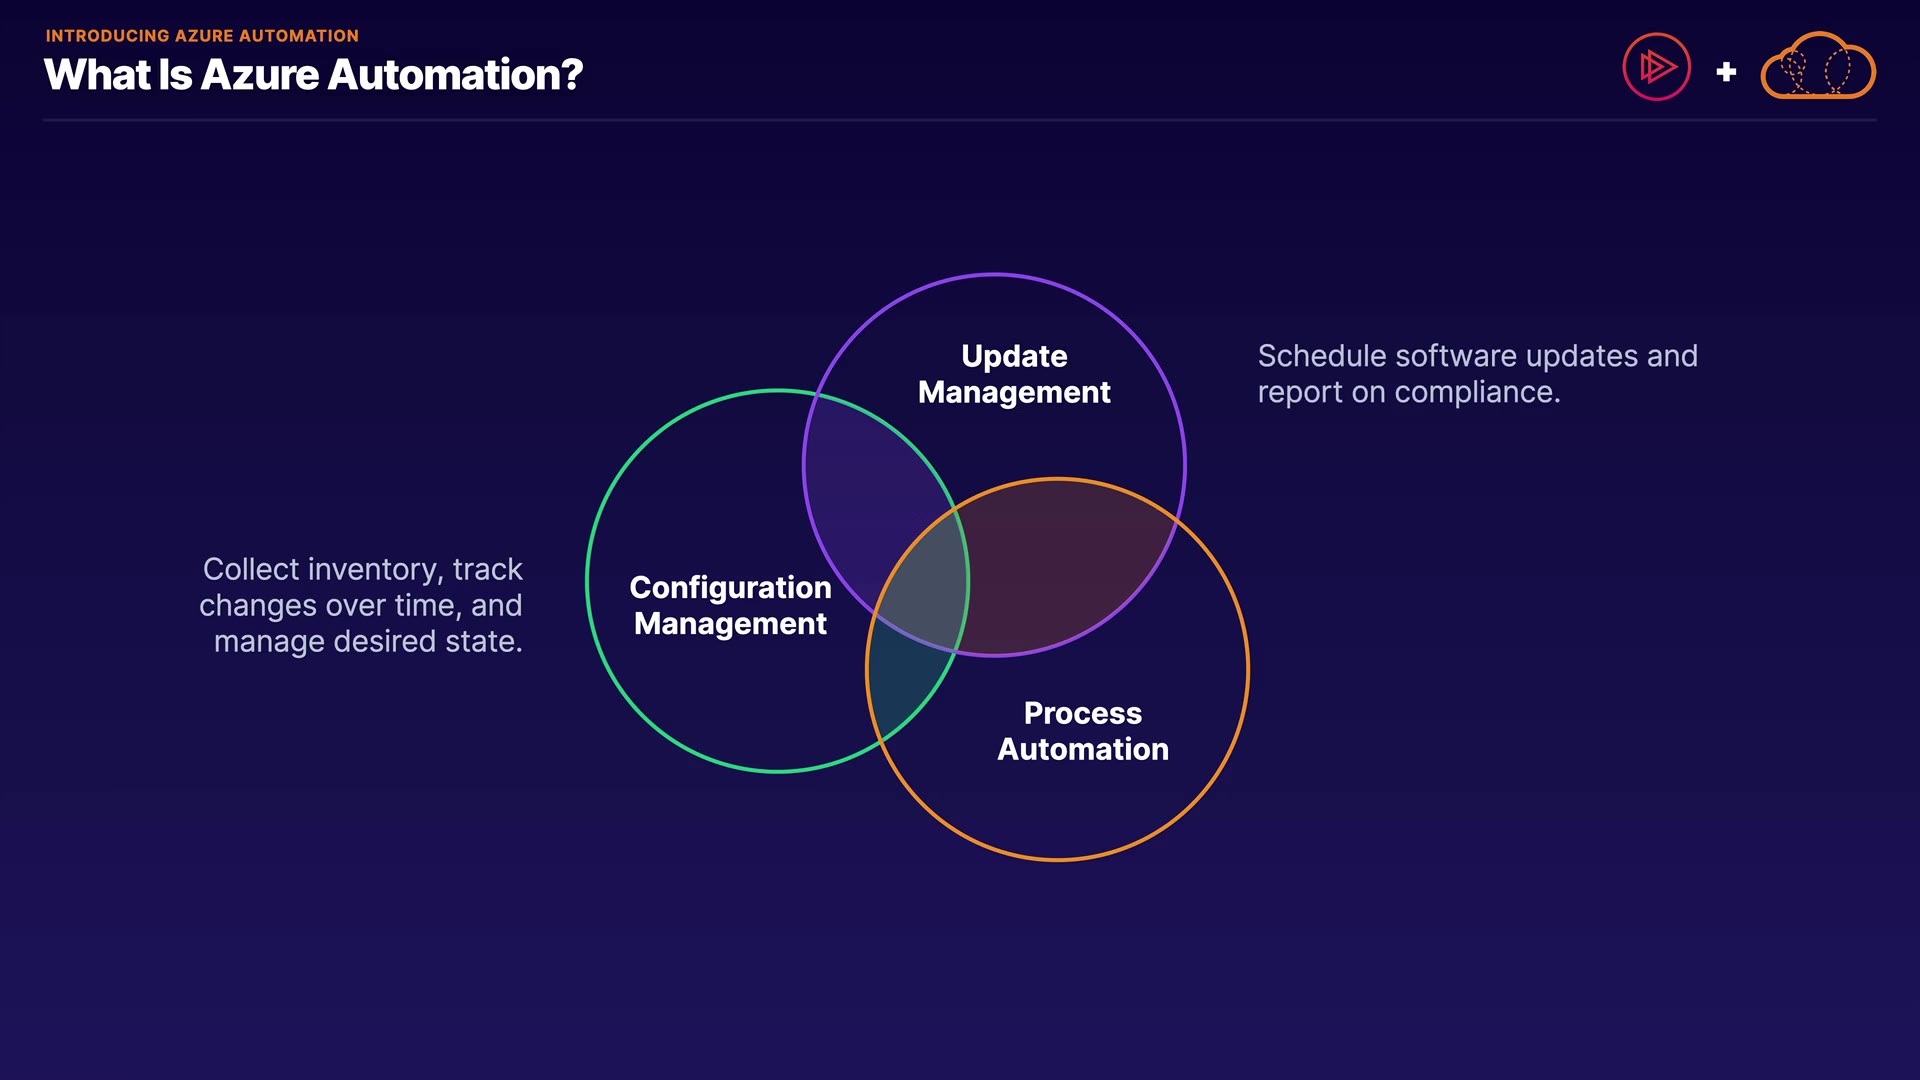 INTRODUCING AZURE AUTOMATION
What Is Azure Automation?
+
Update
Management
Schedule software updates and
report on compliance.
Collect inventory, track
changes over time, and
manage desired state.
Configuration
Management
Process
Automation